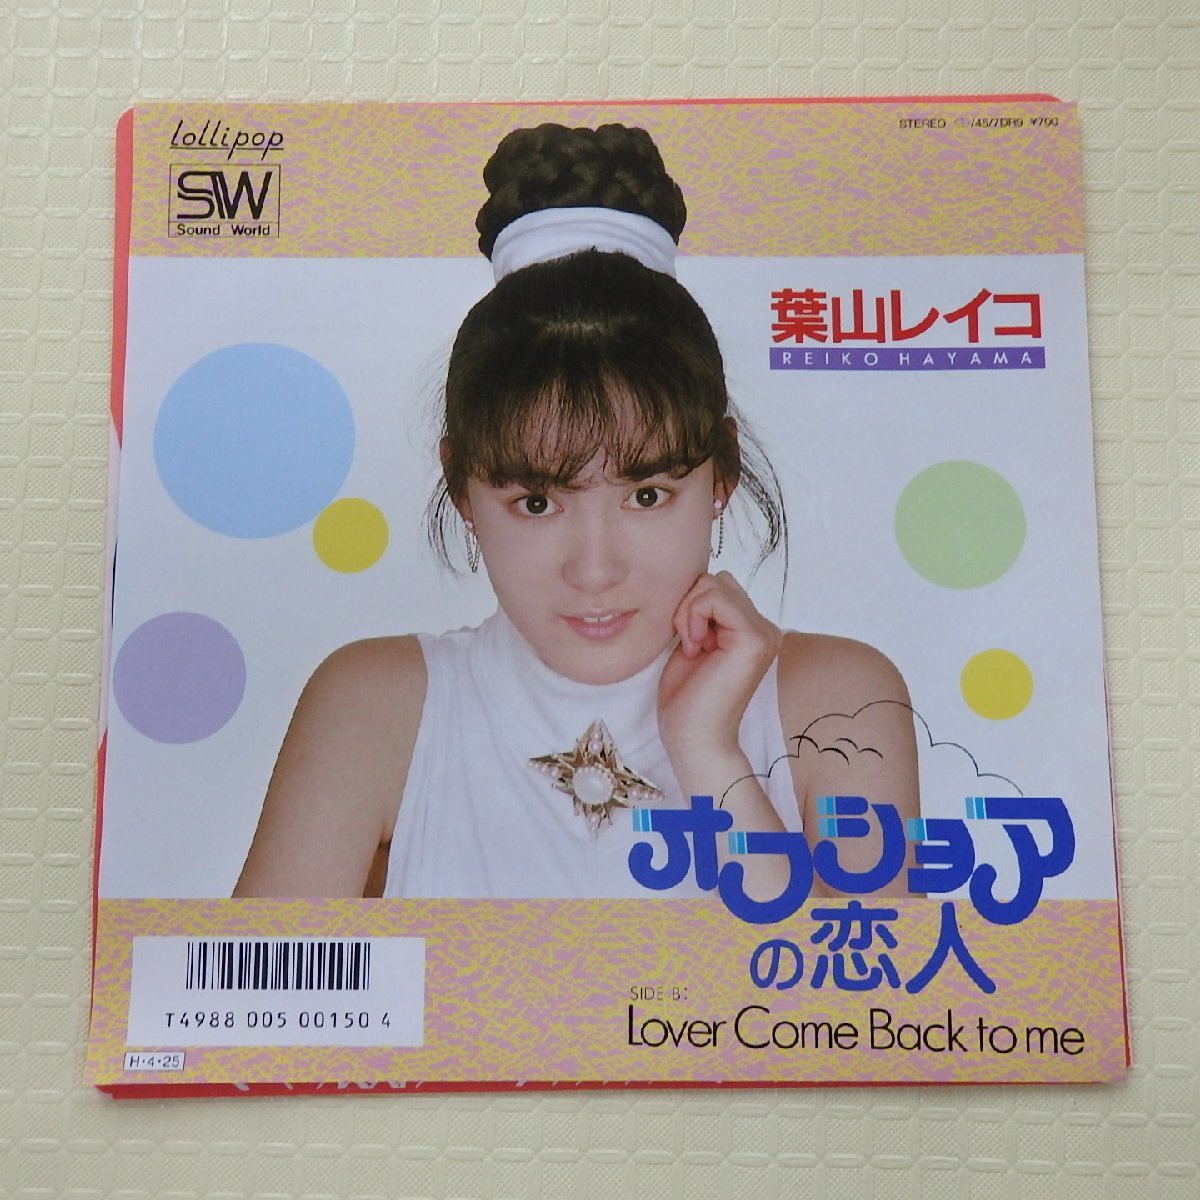 lollipop
SW
Sound World
STEREO /45/7DR9 ¥700
葉山レイコ
REIKO HAYAMA
オフショア
の恋人
SIDE B:
Lover Come Back to me
T4988 005 00150 4
H・4・25